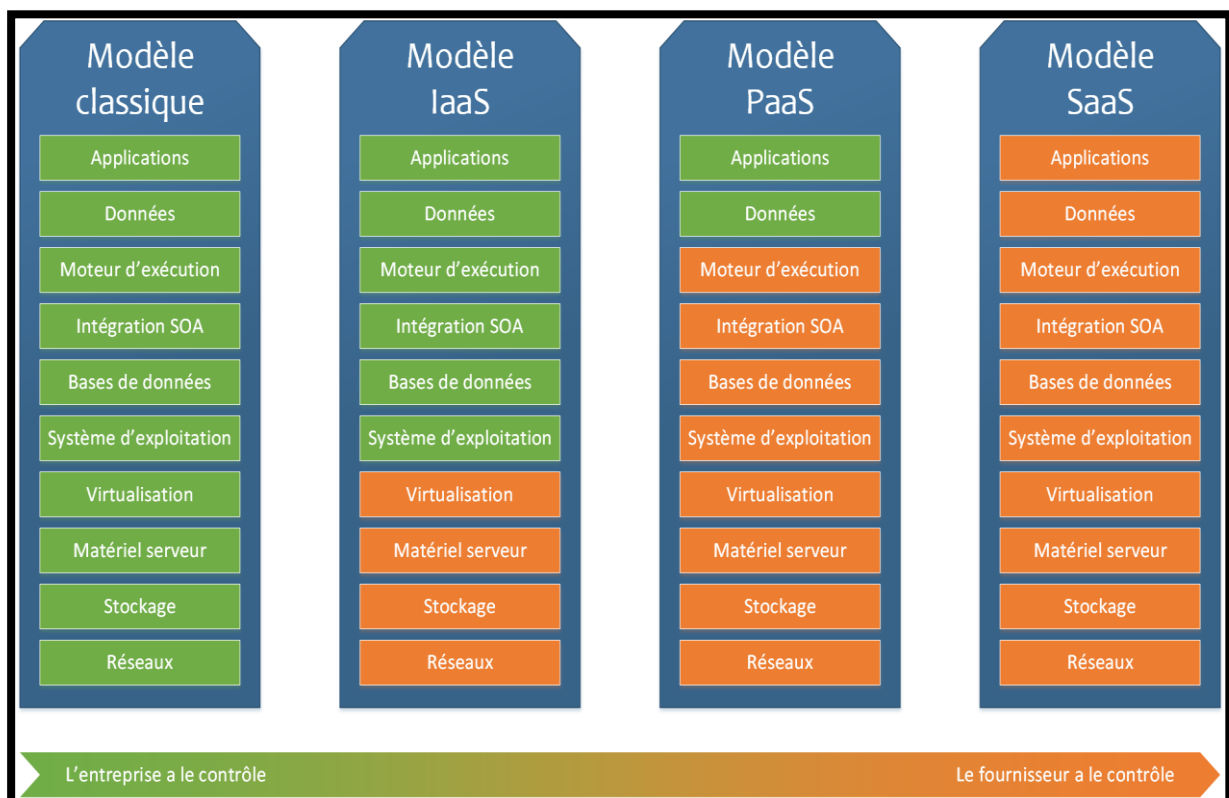 Modèle
classique
Applications
Données
Moteur d'exécution
Intégration SOA
Bases de données
Système d'exploitation
Virtualisation
Matériel serveur
Stockage
Réseaux
Modèle
IaaS
Applications
Données
Moteur d'exécution
Intégration SOA
Bases de données
Système d'exploitation
Virtualisation
Matériel serveur
Stockage
Réseaux
Modèle
PaaS
Applications
Données
Moteur d'exécution
Intégration SOA
Bases de données
Système d'exploitation
Virtualisation
Matériel serveur
Stockage
Réseaux
Modèle
SaaS
Applications
Données
Moteur d'exécution
Intégration SOA
Bases de données
Système d'exploitation
Virtualisation
Matériel serveur
Stockage
Réseaux
L'entreprise a le contrôle
Le fournisseur a le contrôle